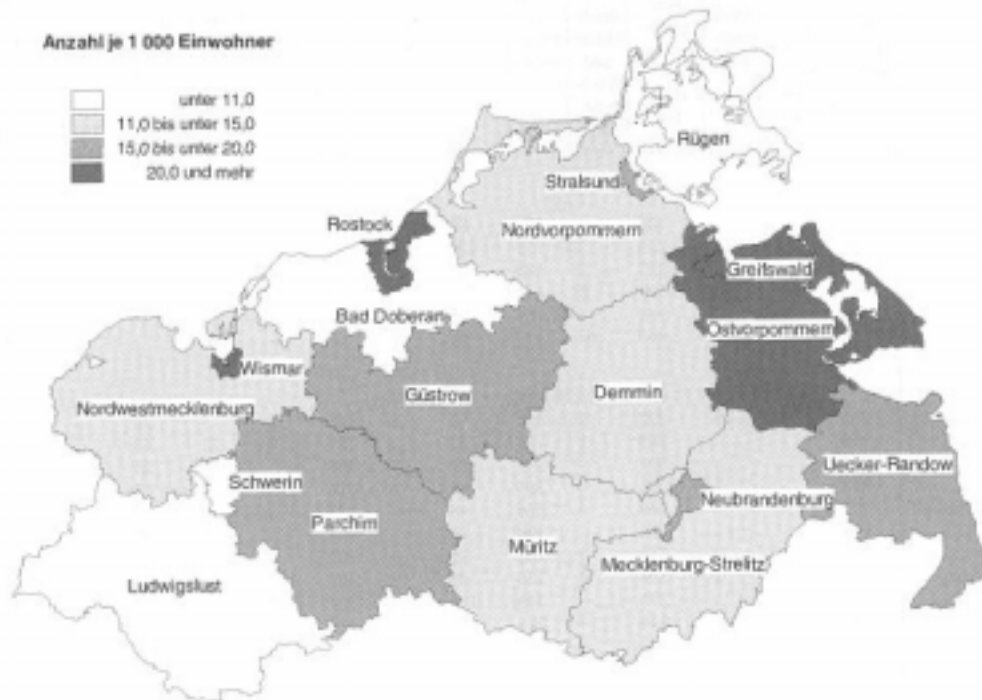 Anzahl je 1 000 Einwohner
unter 11,0
11,0 bis unter 15,0
15,0 bis unter 20,0
20,0 und mehr
Rügen
Stralsund
Rostock
Nordvorpommern
Greifswald
Bad Doberan
Ostvorpommern
Wismar
Güstrow
Demmin
Nordwestmecklenburg
Uecker-Randow
Schwerin
Neubrandenburg
Parchim
Müritz
Mecklenburg-Strelitz
Ludwigslust